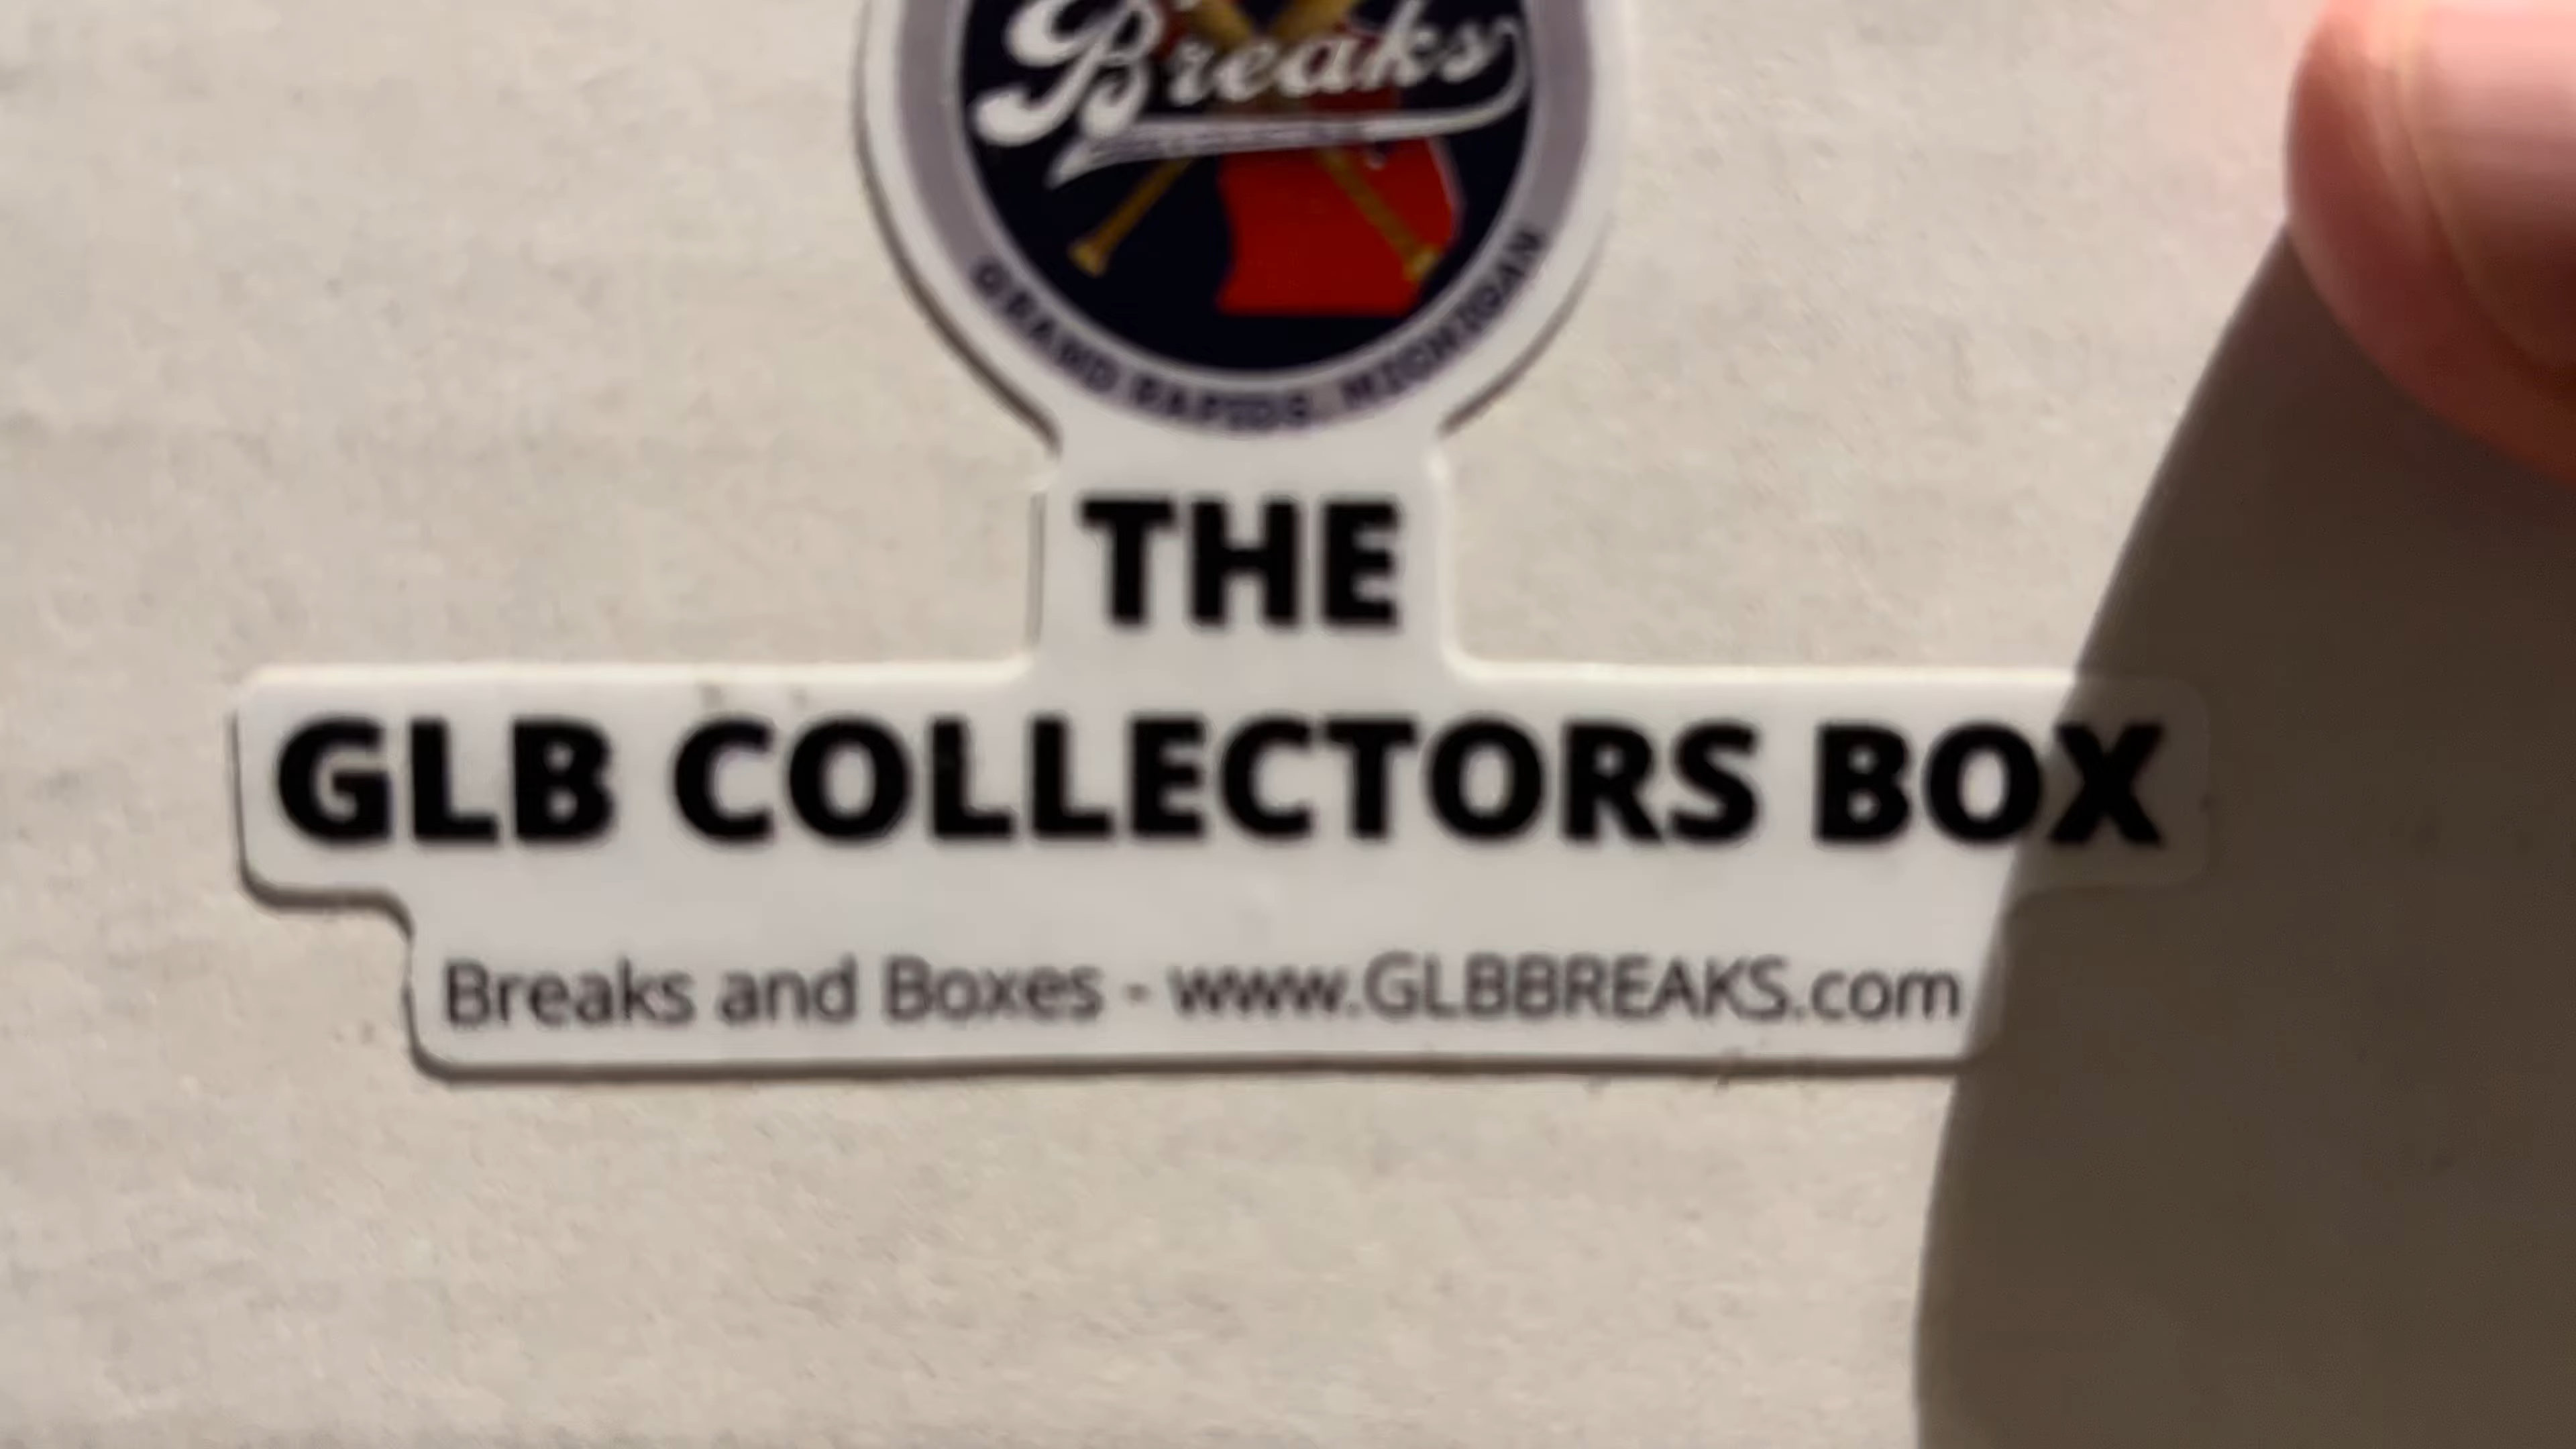 Breaks
GRAND RAPIDS, MICHIGAN
THE
GLB COLLECTORS BOX
Breaks and Boxes - www.GLBBREAKS.com